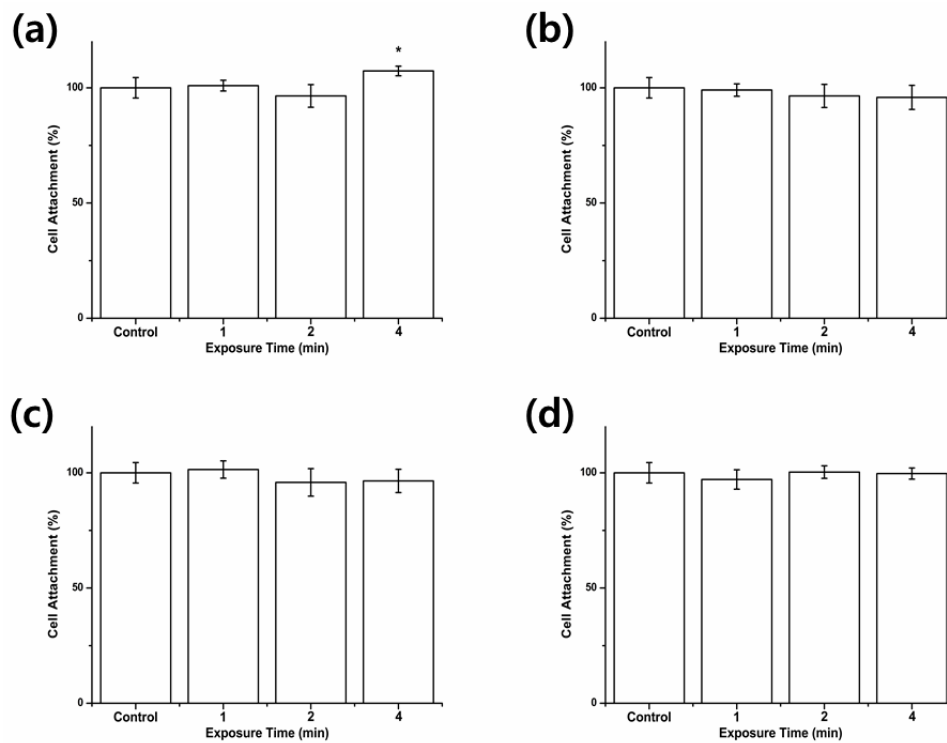 (a)
*
100
50
0
Cell Attachment (%)
Control 1 2 4
Exposure Time (min)
(b)
100
50
0
Cell Attachment (%)
Control 1 2 4
Exposure Time (min)
(c)
100
50
0
Cell Attachment (%)
Control 1 2 4
Exposure Time (min)
(d)
100
50
0
Cell Attachment (%)
Control 1 2 4
Exposure Time (min)